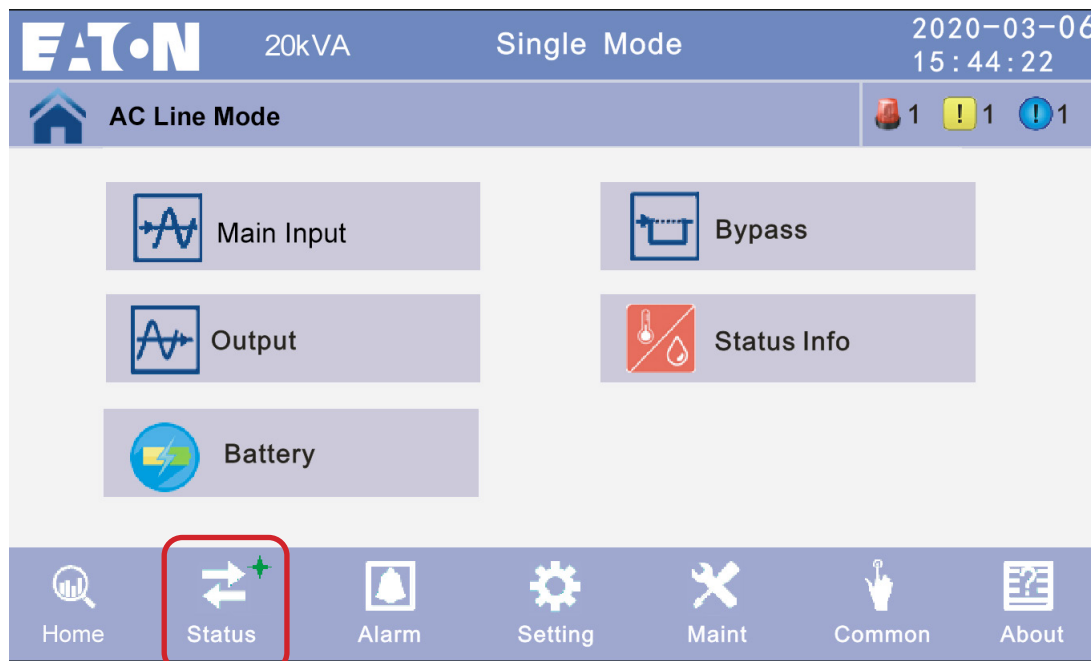 EATON 20kVA Single Mode 2020-03-06
15:44:22
AC Line Mode 1 ! 1 ! 1
Main Input Bypass
Output Status Info
Battery
Home Status Alarm Setting Maint Common About